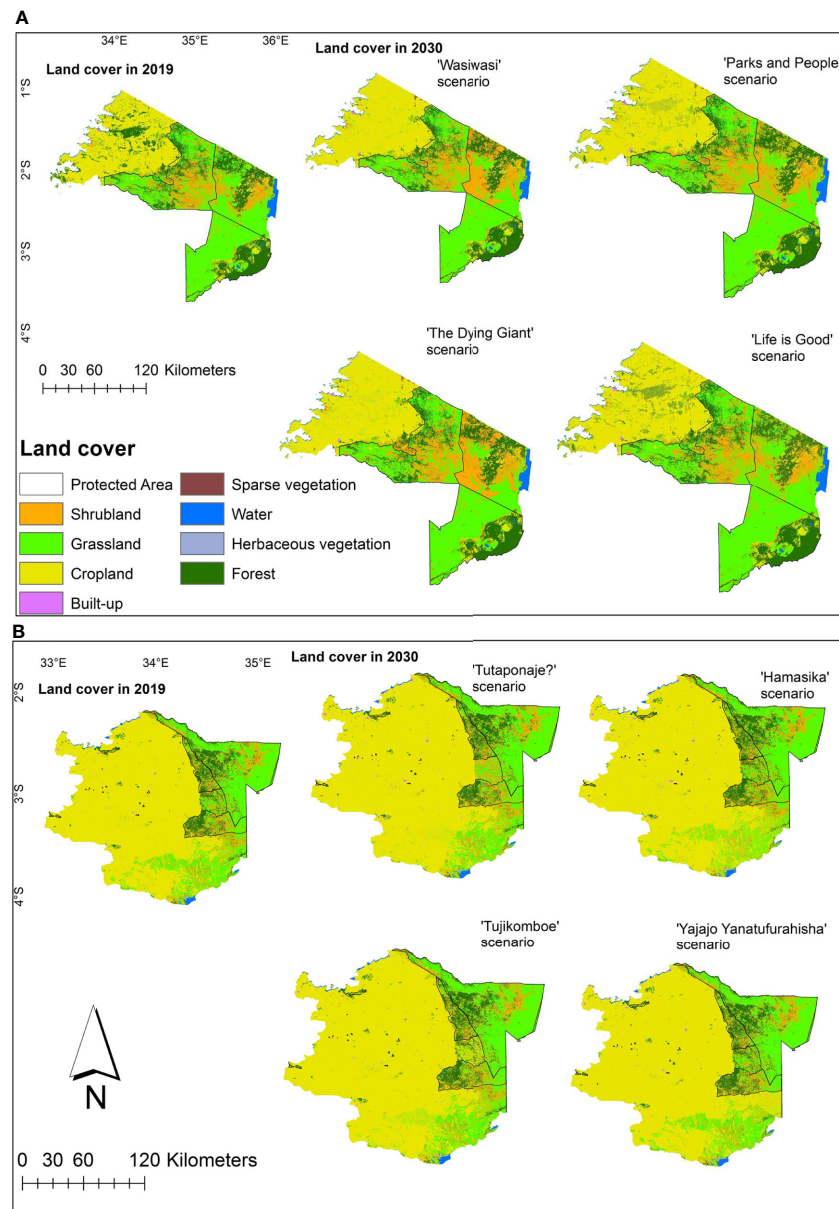 A
34°E 35°E 36°E
Land cover in 2019
Land cover in 2030
'Wasiwasi'
scenario
'Parks and People'
scenario
1°S
2°S
3°S
4°S
'The Dying Giant'
scenario
'Life is Good'
scenario
0 30 60 120 Kilometers
Land cover
Protected Area
Shrubland
Grassland
Cropland
Built-up
Sparse vegetation
Water
Herbaceous vegetation
Forest
B
33°E 34°E 35°E
Land cover in 2019
Land cover in 2030
'Tutaponaje?'
scenario
'Hamasika'
scenario
2°S
3°S
4°S
'Tujikomboe'
scenario
'Yajajo Yanatufurahisha'
scenario
N
0 30 60 120 Kilometers